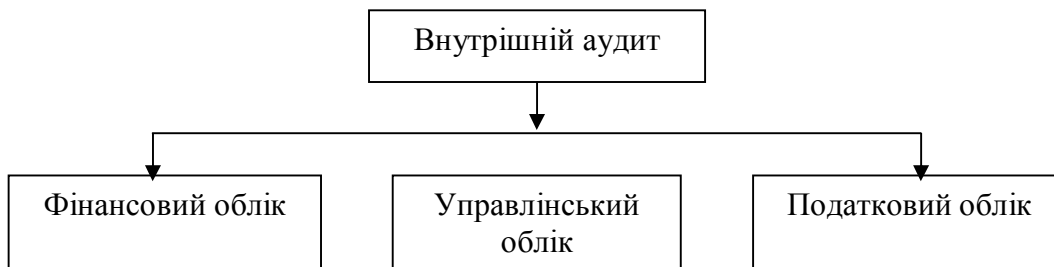 Внутрішній аудит
Фінансовий облік
Управлінський
облік
Податковий облік